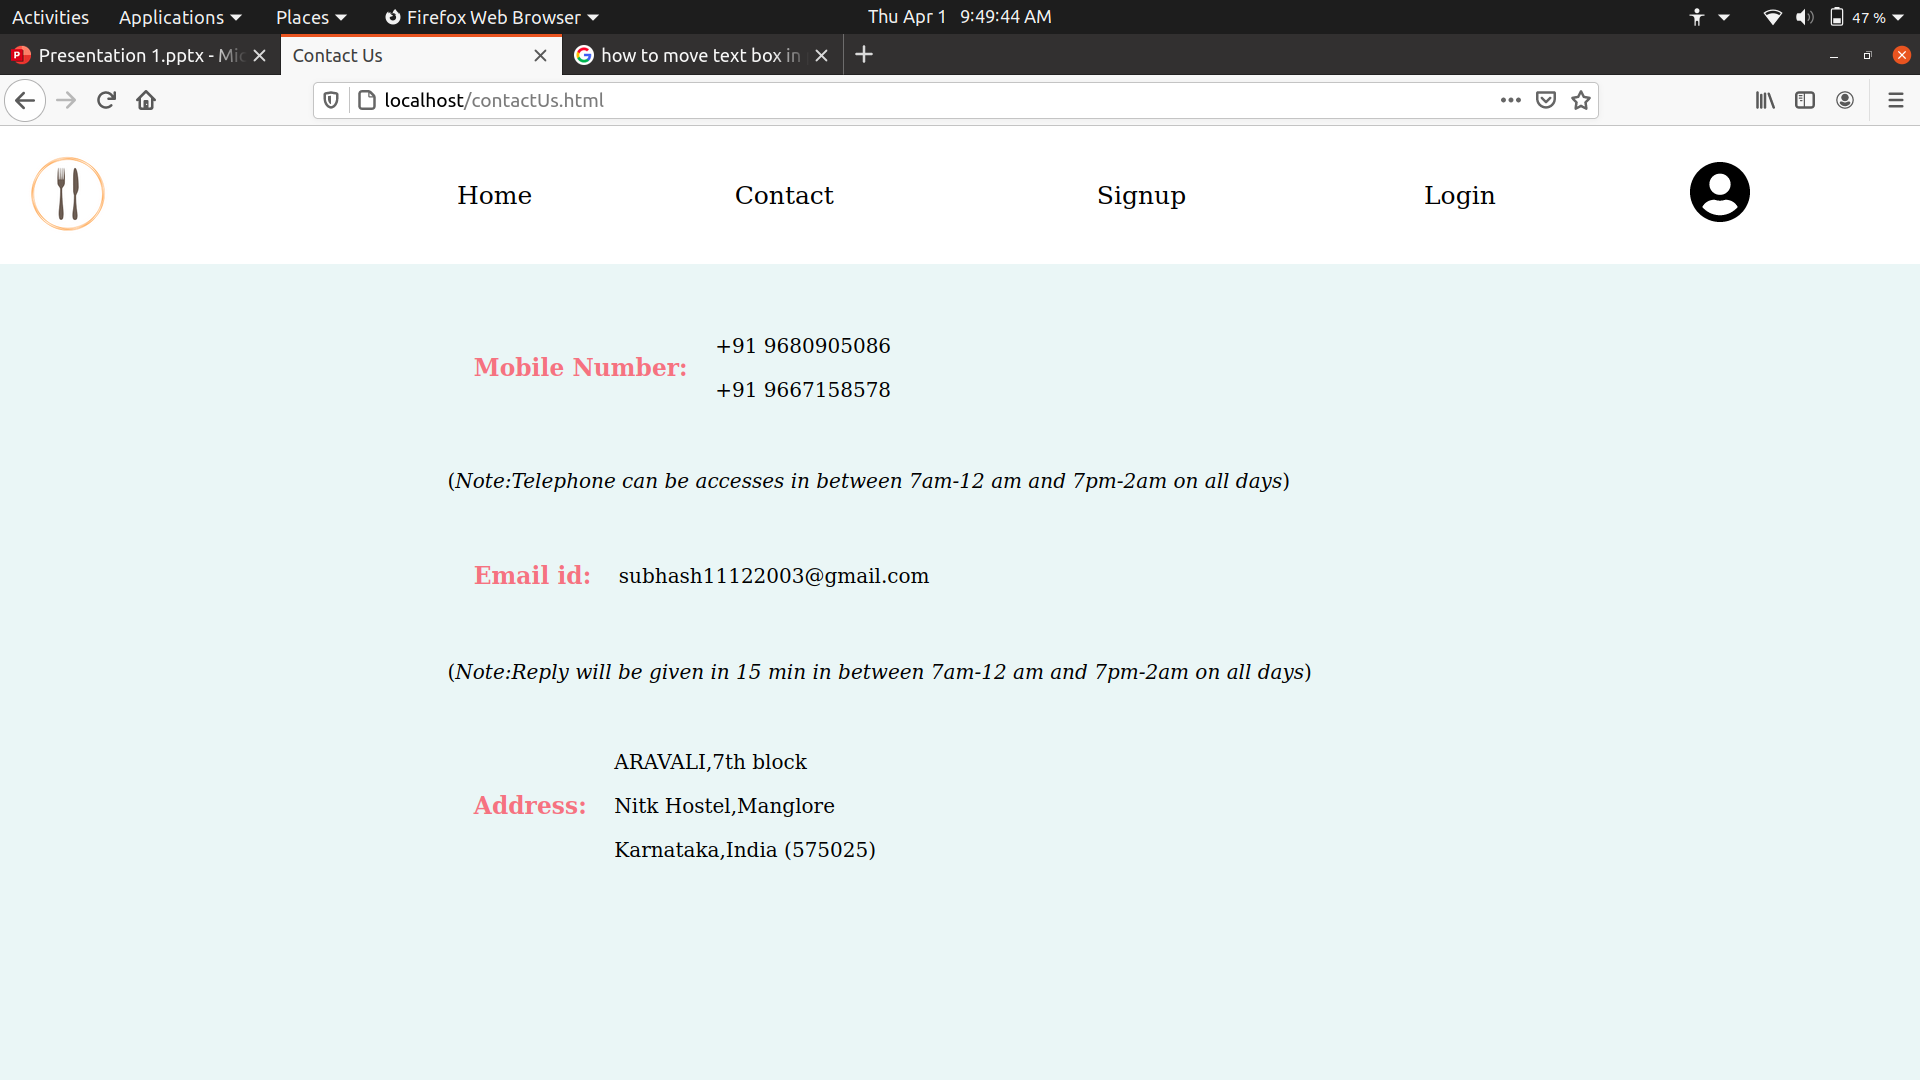 Activities Applications Places Firefox Web Browser Thu Apr 1 9:49:44 AM 47 %
Presentation 1.pptx - Mic Contact Us how to move text box in
localhost/contactUs.html
Home Contact Signup Login
+91 9680905086
Mobile Number:
+91 9667158578
(Note:Telephone can be accesses in between 7am-12 am and 7pm-2am on all days)
Email id: subhash11122003@gmail.com
(Note:Reply will be given in 15 min in between 7am-12 am and 7pm-2am on all days)
ARAVALI,7th block
Address: Nitk Hostel,Manglore
Karnataka,India (575025)